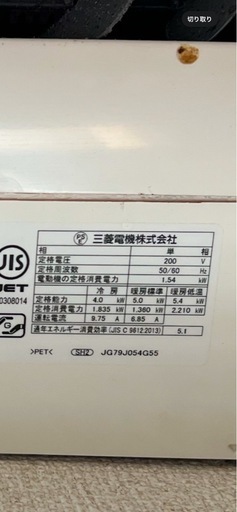 切り取り
PS
E
三菱電機株式会社
相 単相
定格電圧 200 V
定格周波数 50/60 Hz
電動機の定格消費電力 1.54 kW
冷房 暖房標準 暖房低温
定格能力 4.0 kW 5.0 kW 5.4 kW
定格消費電力 1.835 kW 1.360 kW 2.210 kW
運転電流 9.75 A 6.85 A
通年エネルギー消費効率(JIS C 9612:2013) 5.1
JIS
JET
0308014
G
>PET< SH2 JG79J054G55